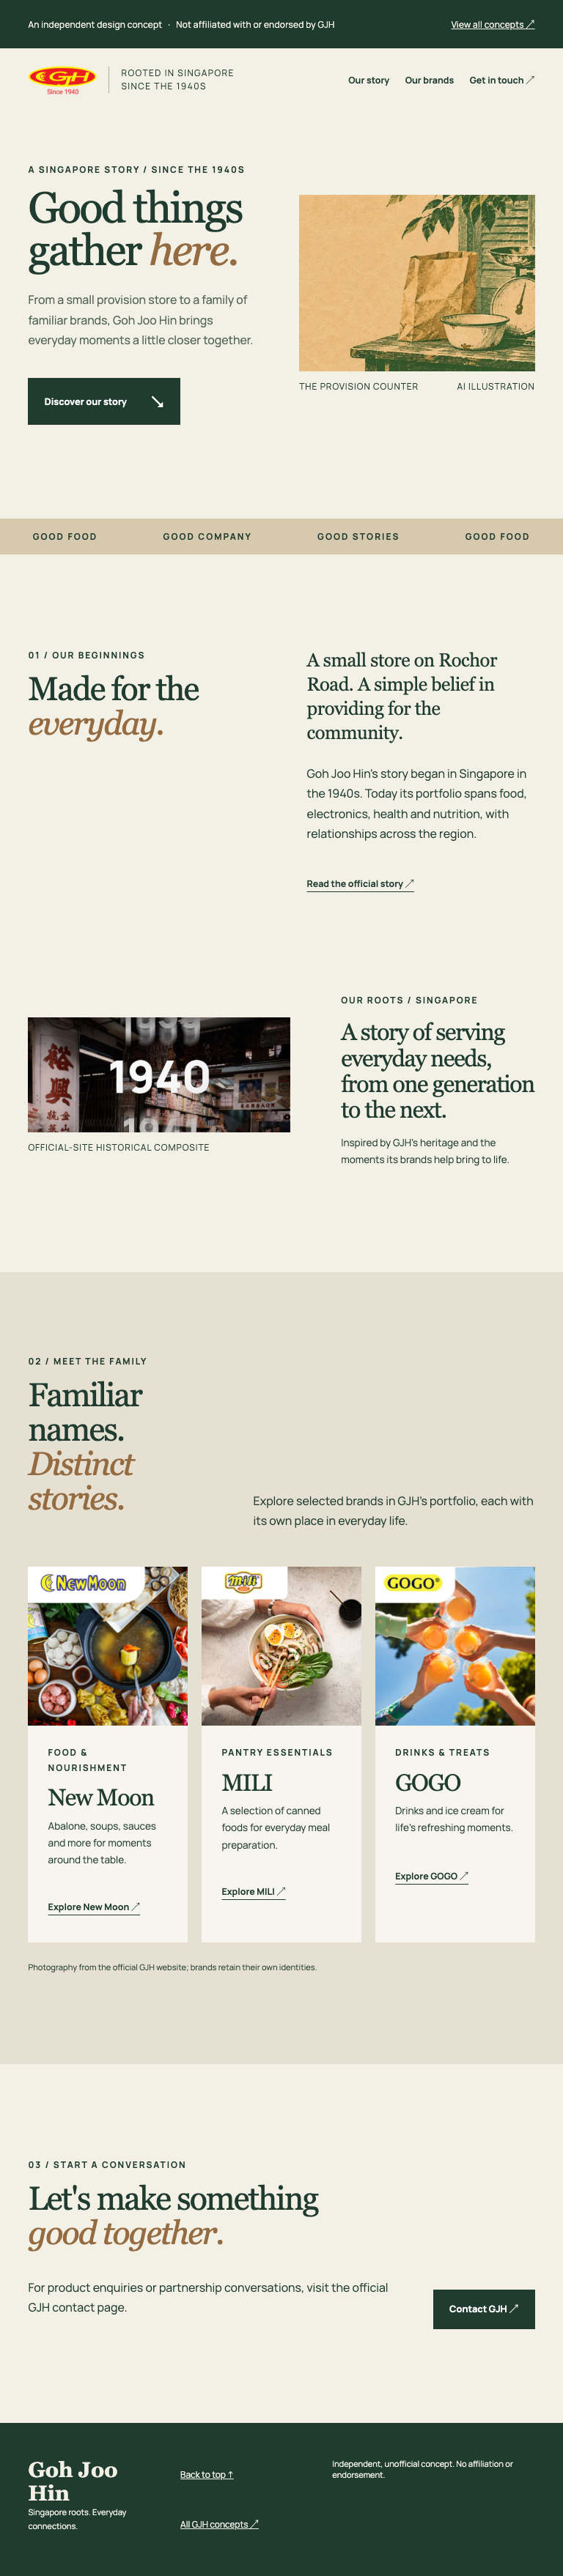 An independent design concept · Not affiliated with or endorsed by GJH
View all concepts ↗
GJH
Since 1940
ROOTED IN SINGAPORE
SINCE THE 1940S
Our story
Our brands
Get in touch ↗
A SINGAPORE STORY / SINCE THE 1940S
Good things
gather here.
From a small provision store to a family of
familiar brands, Goh Joo Hin brings
everyday moments a little closer together.
Discover our story ↘
THE PROVISION COUNTER
AI ILLUSTRATION
GOOD FOOD
GOOD COMPANY
GOOD STORIES
GOOD FOOD
01 / OUR BEGINNINGS
Made for the
everyday.
A small store on Rochor
Road. A simple belief in
providing for the
community.
Goh Joo Hin's story began in Singapore in
the 1940s. Today its portfolio spans food,
electronics, health and nutrition, with
relationships across the region.
Read the official story ↗
裕興
1940
1941
OFFICIAL-SITE HISTORICAL COMPOSITE
OUR ROOTS / SINGAPORE
A story of serving
everyday needs,
from one generation
to the next.
Inspired by GJH's heritage and the
moments its brands help bring to life.
02 / MEET THE FAMILY
Familiar
names.
Distinct
stories.
Explore selected brands in GJH's portfolio, each with
its own place in everyday life.
New Moon
FOOD &
NOURISHMENT
New Moon
Abalone, soups, sauces
and more for moments
around the table.
Explore New Moon ↗
Mili
PANTRY ESSENTIALS
MILI
A selection of canned
foods for everyday meal
preparation.
Explore MILI ↗
GOGO®
DRINKS & TREATS
GOGO
Drinks and ice cream for
life's refreshing moments.
Explore GOGO ↗
Photography from the official GJH website; brands retain their own identities.
03 / START A CONVERSATION
Let's make something
good together.
For product enquiries or partnership conversations, visit the official
GJH contact page.
Contact GJH ↗
Goh Joo
Hin
Singapore roots. Everyday
connections.
Back to top ↑
All GJH concepts ↗
Independent, unofficial concept. No affiliation or
endorsement.